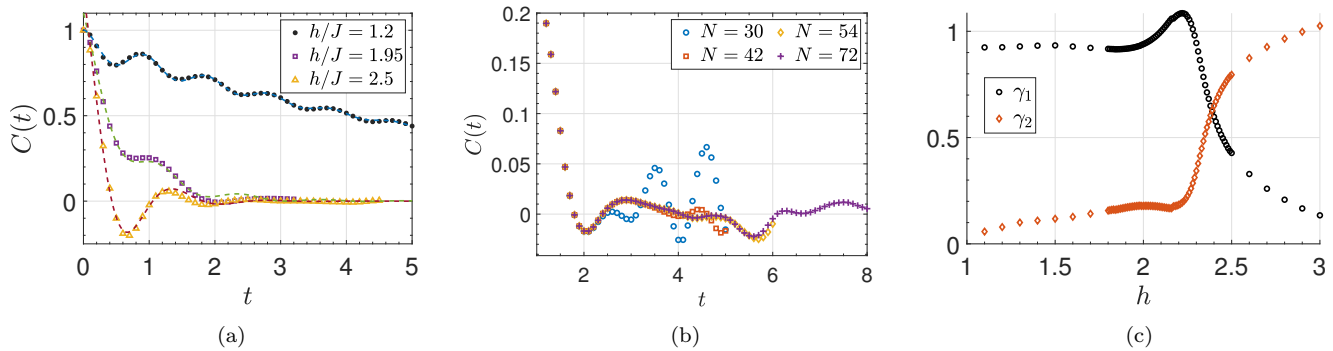 1
0.5
0
C(t)
h/J = 1.2
h/J = 1.95
h/J = 2.5
0 1 2 3 4 5
t
(a)
0.2
0.15
0.1
0.05
0
C(t)
N = 30 N = 54
N = 42 N = 72
2 4 6 8
t
(b)
1
0.5
0
γ1
γ2
1 1.5 2 2.5 3
h
(c)